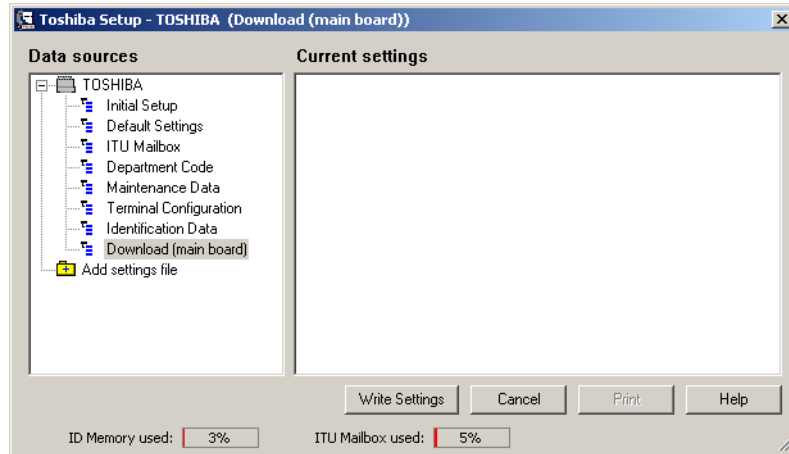 Toshiba Setup - TOSHIBA (Download (main board))
Data sources
Current settings
TOSHIBA
Initial Setup
Default Settings
ITU Mailbox
Department Code
Maintenance Data
Terminal Configuration
Identification Data
Download (main board)
Add settings file
Write Settings Cancel Print Help
ID Memory used: 3% ITU Mailbox used: 5%